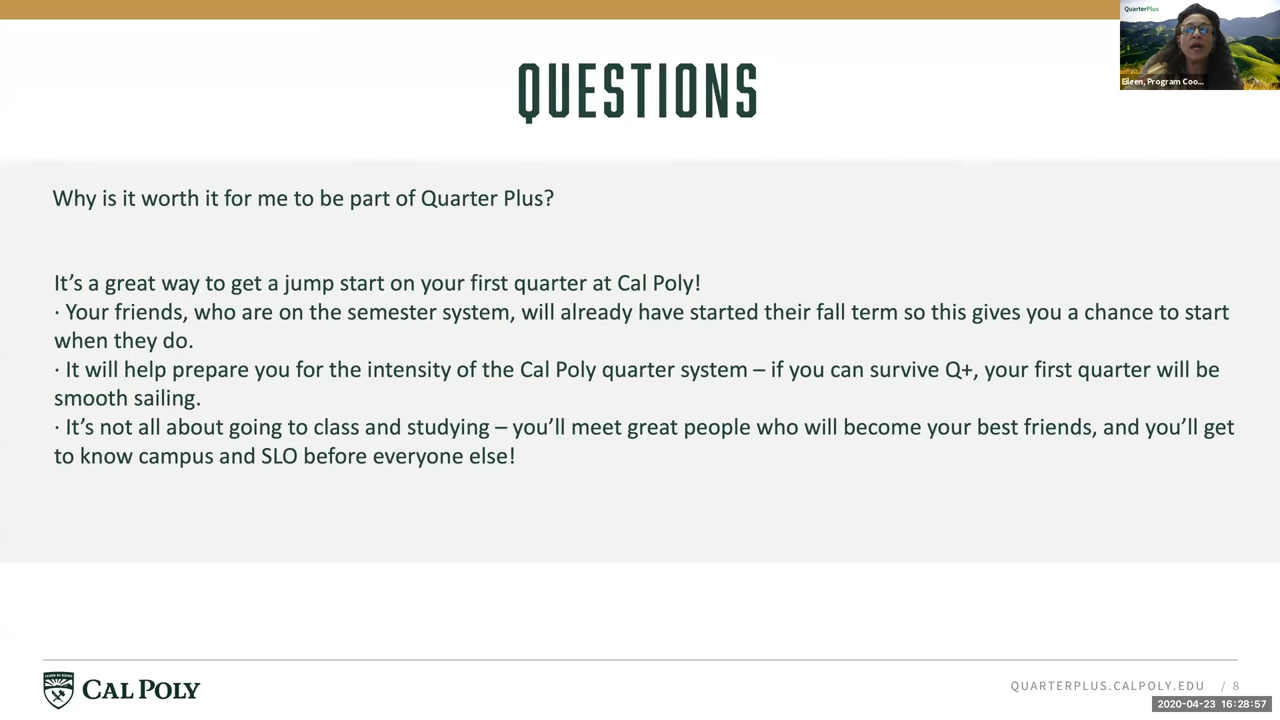 QuarterPlus
Eileen, Program Coo...
QUESTIONS
Why is it worth it for me to be part of Quarter Plus?
It's a great way to get a jump start on your first quarter at Cal Poly!
· Your friends, who are on the semester system, will already have started their fall term so this gives you a chance to start
when they do.
· It will help prepare you for the intensity of the Cal Poly quarter system – if you can survive Q+, your first quarter will be
smooth sailing.
· It's not all about going to class and studying – you'll meet great people who will become your best friends, and you'll get
to know campus and SLO before everyone else!
LEARN BY DOING
CAL POLY
QUARTERPLUS.CALPOLY.EDU / 8
2020-04-23 16:28:57